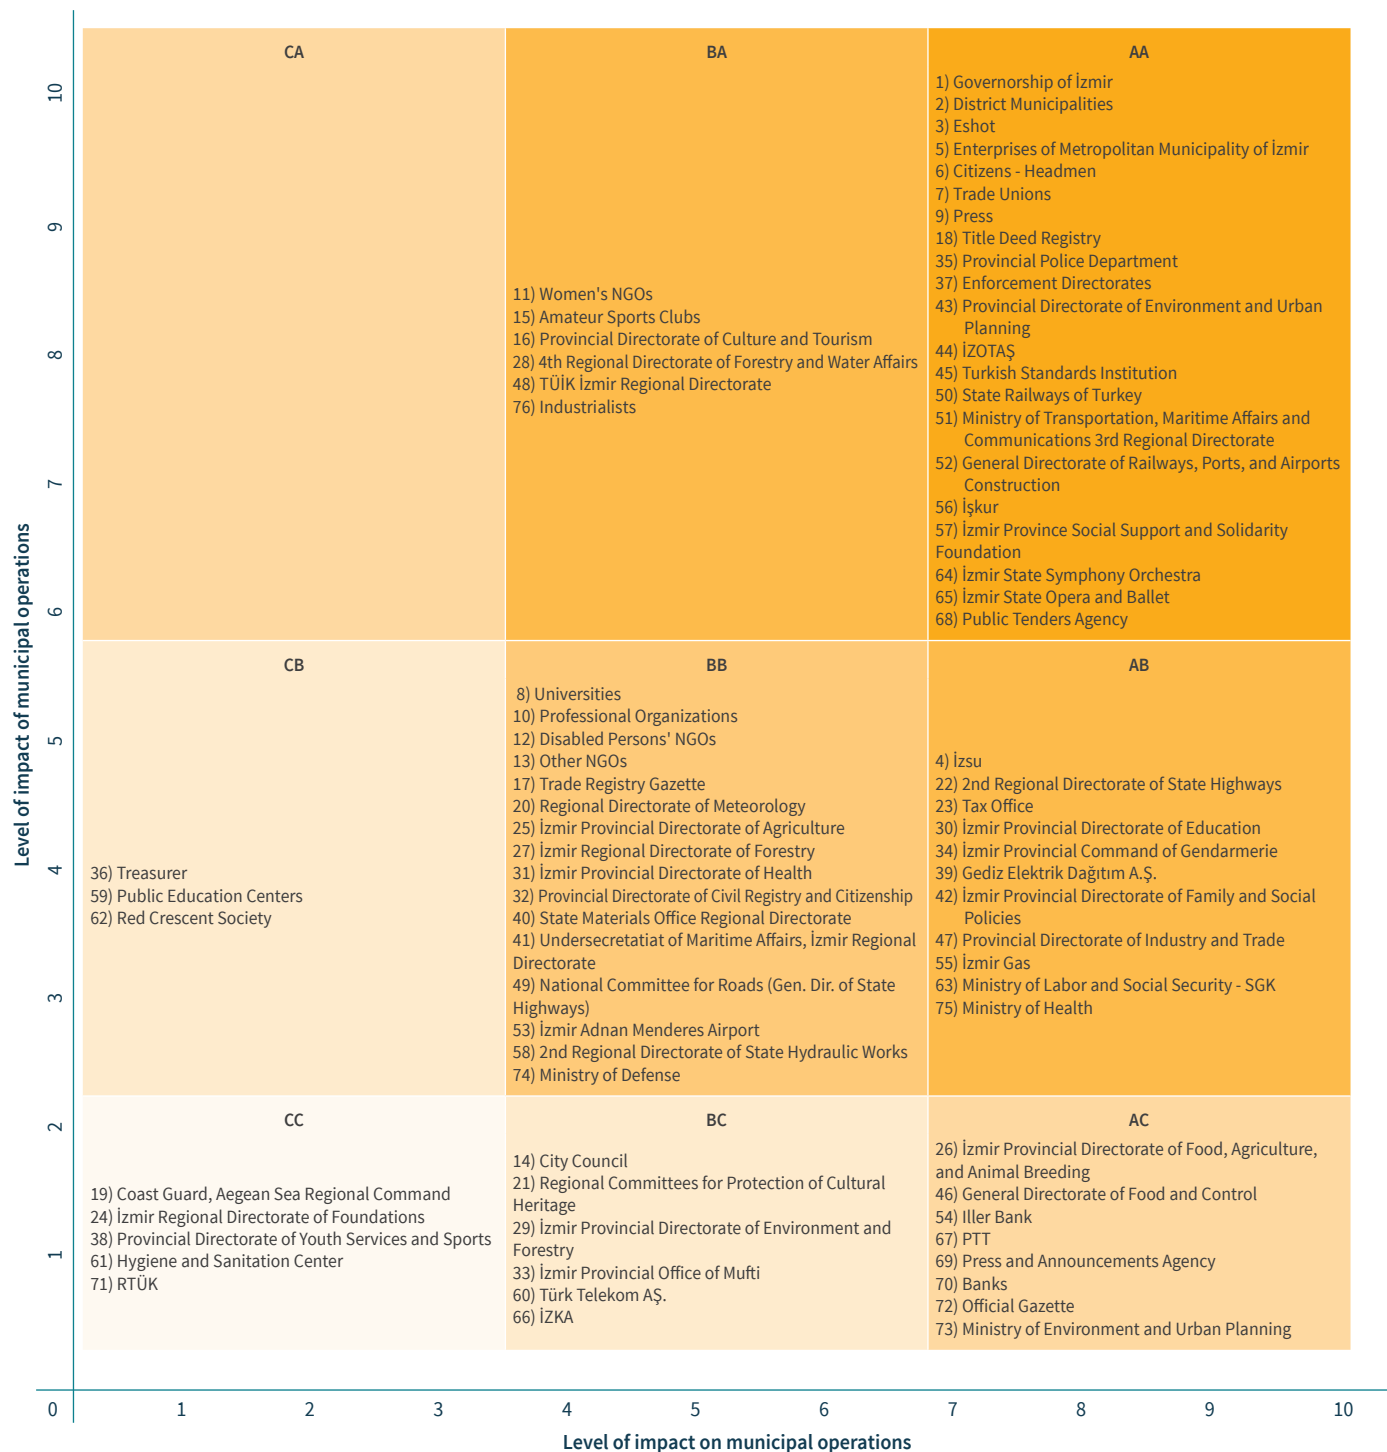 CA
BA
11) Women's NGOs
15) Amateur Sports Clubs
16) Provincial Directorate of Culture and Tourism
28) 4th Regional Directorate of Forestry and Water Affairs
48) TÜİK İzmir Regional Directorate
76) Industrialists
AA
1) Governorship of İzmir
2) District Municipalities
3) Eshot
5) Enterprises of Metropolitan Municipality of İzmir
6) Citizens - Headmen
7) Trade Unions
9) Press
18) Title Deed Registry
35) Provincial Police Department
37) Enforcement Directorates
43) Provincial Directorate of Environment and Urban
Planning
44) İZOTAŞ
45) Turkish Standards Institution
50) State Railways of Turkey
51) Ministry of Transportation, Maritime Affairs and
Communications 3rd Regional Directorate
52) General Directorate of Railways, Ports, and Airports
Construction
56) İşkur
57) İzmir Province Social Support and Solidarity
Foundation
64) İzmir State Symphony Orchestra
65) İzmir State Opera and Ballet
68) Public Tenders Agency
CB
36) Treasurer
59) Public Education Centers
62) Red Crescent Society
BB
8) Universities
10) Professional Organizations
12) Disabled Persons' NGOs
13) Other NGOs
17) Trade Registry Gazette
20) Regional Directorate of Meteorology
25) İzmir Provincial Directorate of Agriculture
27) İzmir Regional Directorate of Forestry
31) İzmir Provincial Directorate of Health
32) Provincial Directorate of Civil Registry and Citizenship
40) State Materials Office Regional Directorate
41) Undersecretatiat of Maritime Affairs, İzmir Regional
Directorate
49) National Committee for Roads (Gen. Dir. of State
Highways)
53) İzmir Adnan Menderes Airport
58) 2nd Regional Directorate of State Hydraulic Works
74) Ministry of Defense
AB
4) İzsu
22) 2nd Regional Directorate of State Highways
23) Tax Office
30) İzmir Provincial Directorate of Education
34) İzmir Provincial Command of Gendarmerie
39) Gediz Elektrik Dağıtım A.Ş.
42) İzmir Provincial Directorate of Family and Social
Policies
47) Provincial Directorate of Industry and Trade
55) İzmir Gas
63) Ministry of Labor and Social Security - SGK
75) Ministry of Health
CC
19) Coast Guard, Aegean Sea Regional Command
24) İzmir Regional Directorate of Foundations
38) Provincial Directorate of Youth Services and Sports
61) Hygiene and Sanitation Center
71) RTÜK
BC
14) City Council
21) Regional Committees for Protection of Cultural
Heritage
29) İzmir Provincial Directorate of Environment and
Forestry
33) İzmir Provincial Office of Mufti
60) Türk Telekom AŞ.
66) İZKA
AC
26) İzmir Provincial Directorate of Food, Agriculture,
and Animal Breeding
46) General Directorate of Food and Control
54) Iller Bank
67) PTT
69) Press and Announcements Agency
70) Banks
72) Official Gazette
73) Ministry of Environment and Urban Planning
Level of impact of municipal operations
10
9
8
7
6
5
4
3
2
1
0 1 2 3 4 5 6 7 8 9 10
Level of impact on municipal operations